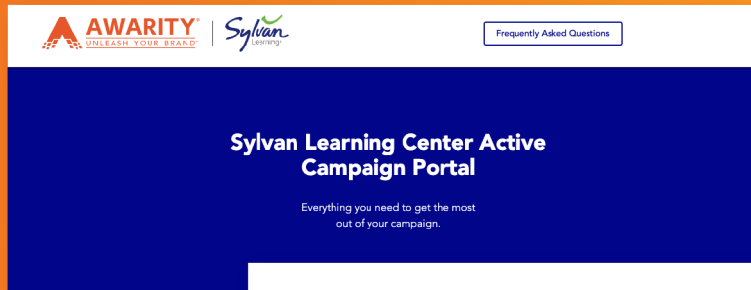 AWARITY®
UNLEASH YOUR BRAND™
Sylvan
Learning®
Frequently Asked Questions
Sylvan Learning Center Active
Campaign Portal
Everything you need to get the most
out of your campaign.